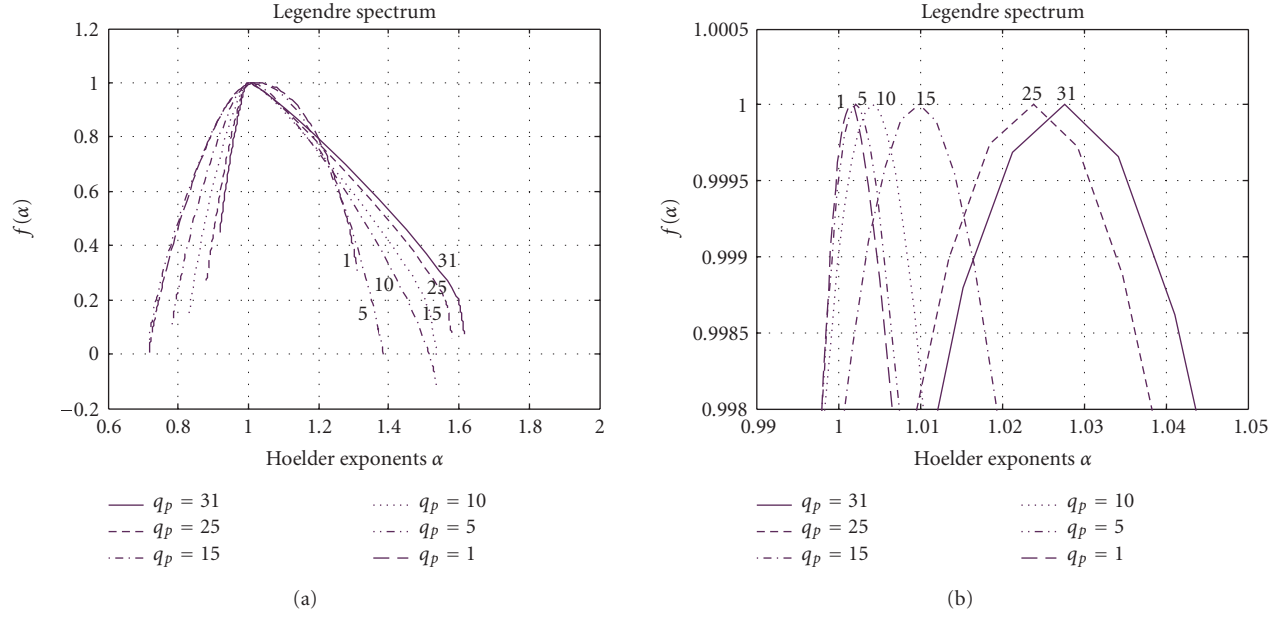 Legendre spectrum
1.2
1
0.8
0.6
0.4
0.2
0
−0.2
f(α)
1
5
10
15
25
31
0.6 0.8 1 1.2 1.4 1.6 1.8 2
Hoelder exponents α
q_p = 31 q_p = 10
q_p = 25 q_p = 5
q_p = 15 q_p = 1
(a)
Legendre spectrum
1.0005
1
0.9995
0.999
0.9985
0.998
f(α)
1 5 10 15 25 31
0.99 1 1.01 1.02 1.03 1.04 1.05
Hoelder exponents α
q_p = 31 q_p = 10
q_p = 25 q_p = 5
q_p = 15 q_p = 1
(b)